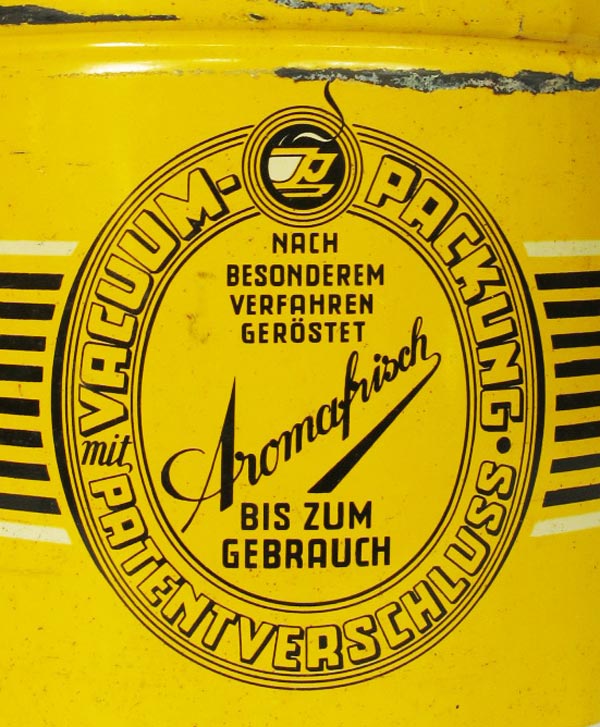 VACUUM-PACKUNG · mit PATENTVERSCHLUSS
NACH
BESONDEREM
VERFAHREN
GERÖSTET
Aromafrisch
BIS ZUM
GEBRAUCH